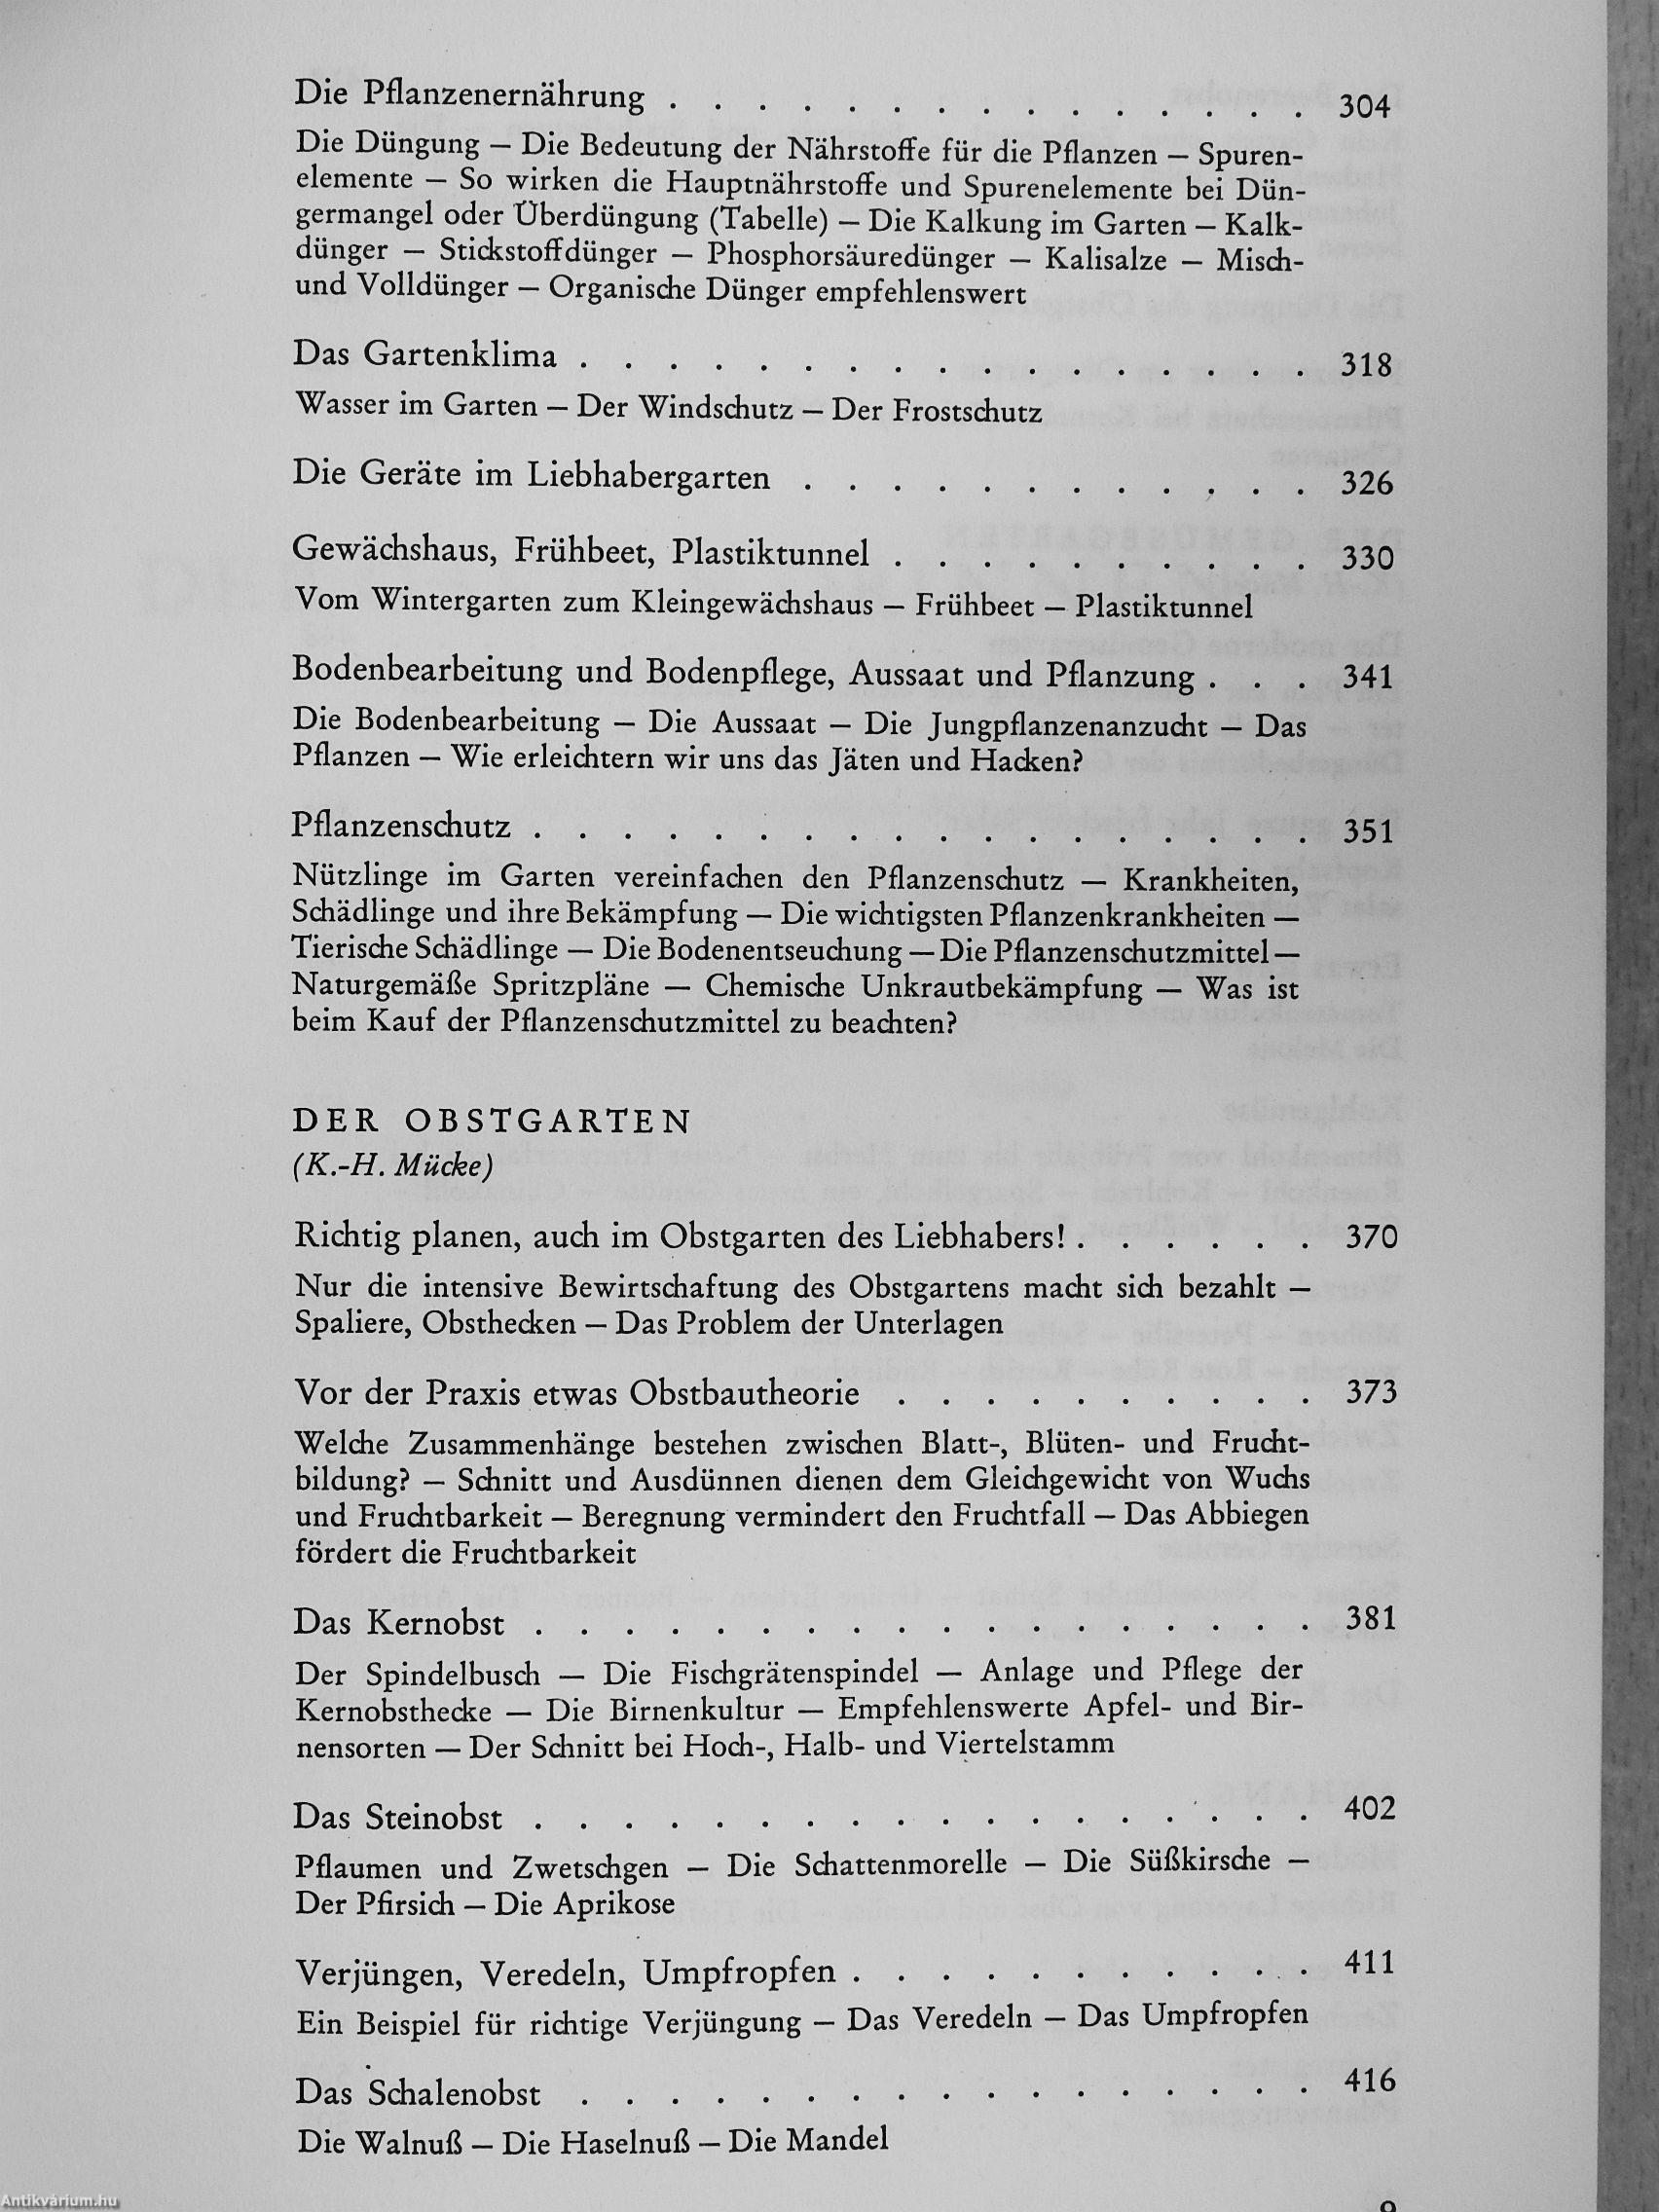 Die Pflanzenernährung . . . . . . . . . . . . . . . 304
Die Düngung — Die Bedeutung der Nährstoffe für die Pflanzen — Spuren-
elemente — So wirken die Hauptnährstoffe und Spurenelemente bei Dün-
germangel oder Überdüngung (Tabelle) — Die Kalkung im Garten — Kalk-
dünger — Stickstoffdünger — Phosphorsäuredünger — Kalisalze — Misch-
und Volldünger — Organische Dünger empfehlenswert
Das Gartenklima . . . . . . . . . . . . . . . . . 318
Wasser im Garten — Der Windschutz — Der Frostschutz
Die Geräte im Liebhabergarten . . . . . . . . . . . . 326
Gewächshaus, Frühbeet, Plastiktunnel . . . . . . . . . . 330
Vom Wintergarten zum Kleingewächshaus — Frühbeet — Plastiktunnel
Bodenbearbeitung und Bodenpflege, Aussaat und Pflanzung . . . 341
Die Bodenbearbeitung — Die Aussaat — Die Jungpflanzenanzucht — Das
Pflanzen — Wie erleichtern wir uns das Jäten und Hacken?
Pflanzenschutz . . . . . . . . . . . . . . . . . . 351
Nützlinge im Garten vereinfachen den Pflanzenschutz — Krankheiten,
Schädlinge und ihre Bekämpfung — Die wichtigsten Pflanzenkrankheiten —
Tierische Schädlinge — Die Bodenentseuchung — Die Pflanzenschutzmittel —
Naturgemäße Spritzpläne — Chemische Unkrautbekämpfung — Was ist
beim Kauf der Pflanzenschutzmittel zu beachten?
DER OBSTGARTEN
(K.-H. Mücke)
Richtig planen, auch im Obstgarten des Liebhabers! . . . . . . 370
Nur die intensive Bewirtschaftung des Obstgartens macht sich bezahlt —
Spaliere, Obsthecken — Das Problem der Unterlagen
Vor der Praxis etwas Obstbautheorie . . . . . . . . . . 373
Welche Zusammenhänge bestehen zwischen Blatt-, Blüten- und Frucht-
bildung? — Schnitt und Ausdünnen dienen dem Gleichgewicht von Wuchs
und Fruchtbarkeit — Beregnung vermindert den Fruchtfall — Das Abbiegen
fördert die Fruchtbarkeit
Das Kernobst . . . . . . . . . . . . . . . . . . 381
Der Spindelbusch — Die Fischgrätenspindel — Anlage und Pflege der
Kernobsthecke — Die Birnenkultur — Empfehlenswerte Apfel- und Bir-
nensorten — Der Schnitt bei Hoch-, Halb- und Viertelstamm
Das Steinobst . . . . . . . . . . . . . . . . . . 402
Pflaumen und Zwetschgen — Die Schattenmorelle — Die Süßkirsche —
Der Pfirsich — Die Aprikose
Verjüngen, Veredeln, Umpfropfen . . . . . . . . . . . 411
Ein Beispiel für richtige Verjüngung — Das Veredeln — Das Umpfropfen
Das Schalenobst . . . . . . . . . . . . . . . . . 416
Die Walnuß — Die Haselnuß — Die Mandel
9
Antikvárium.hu